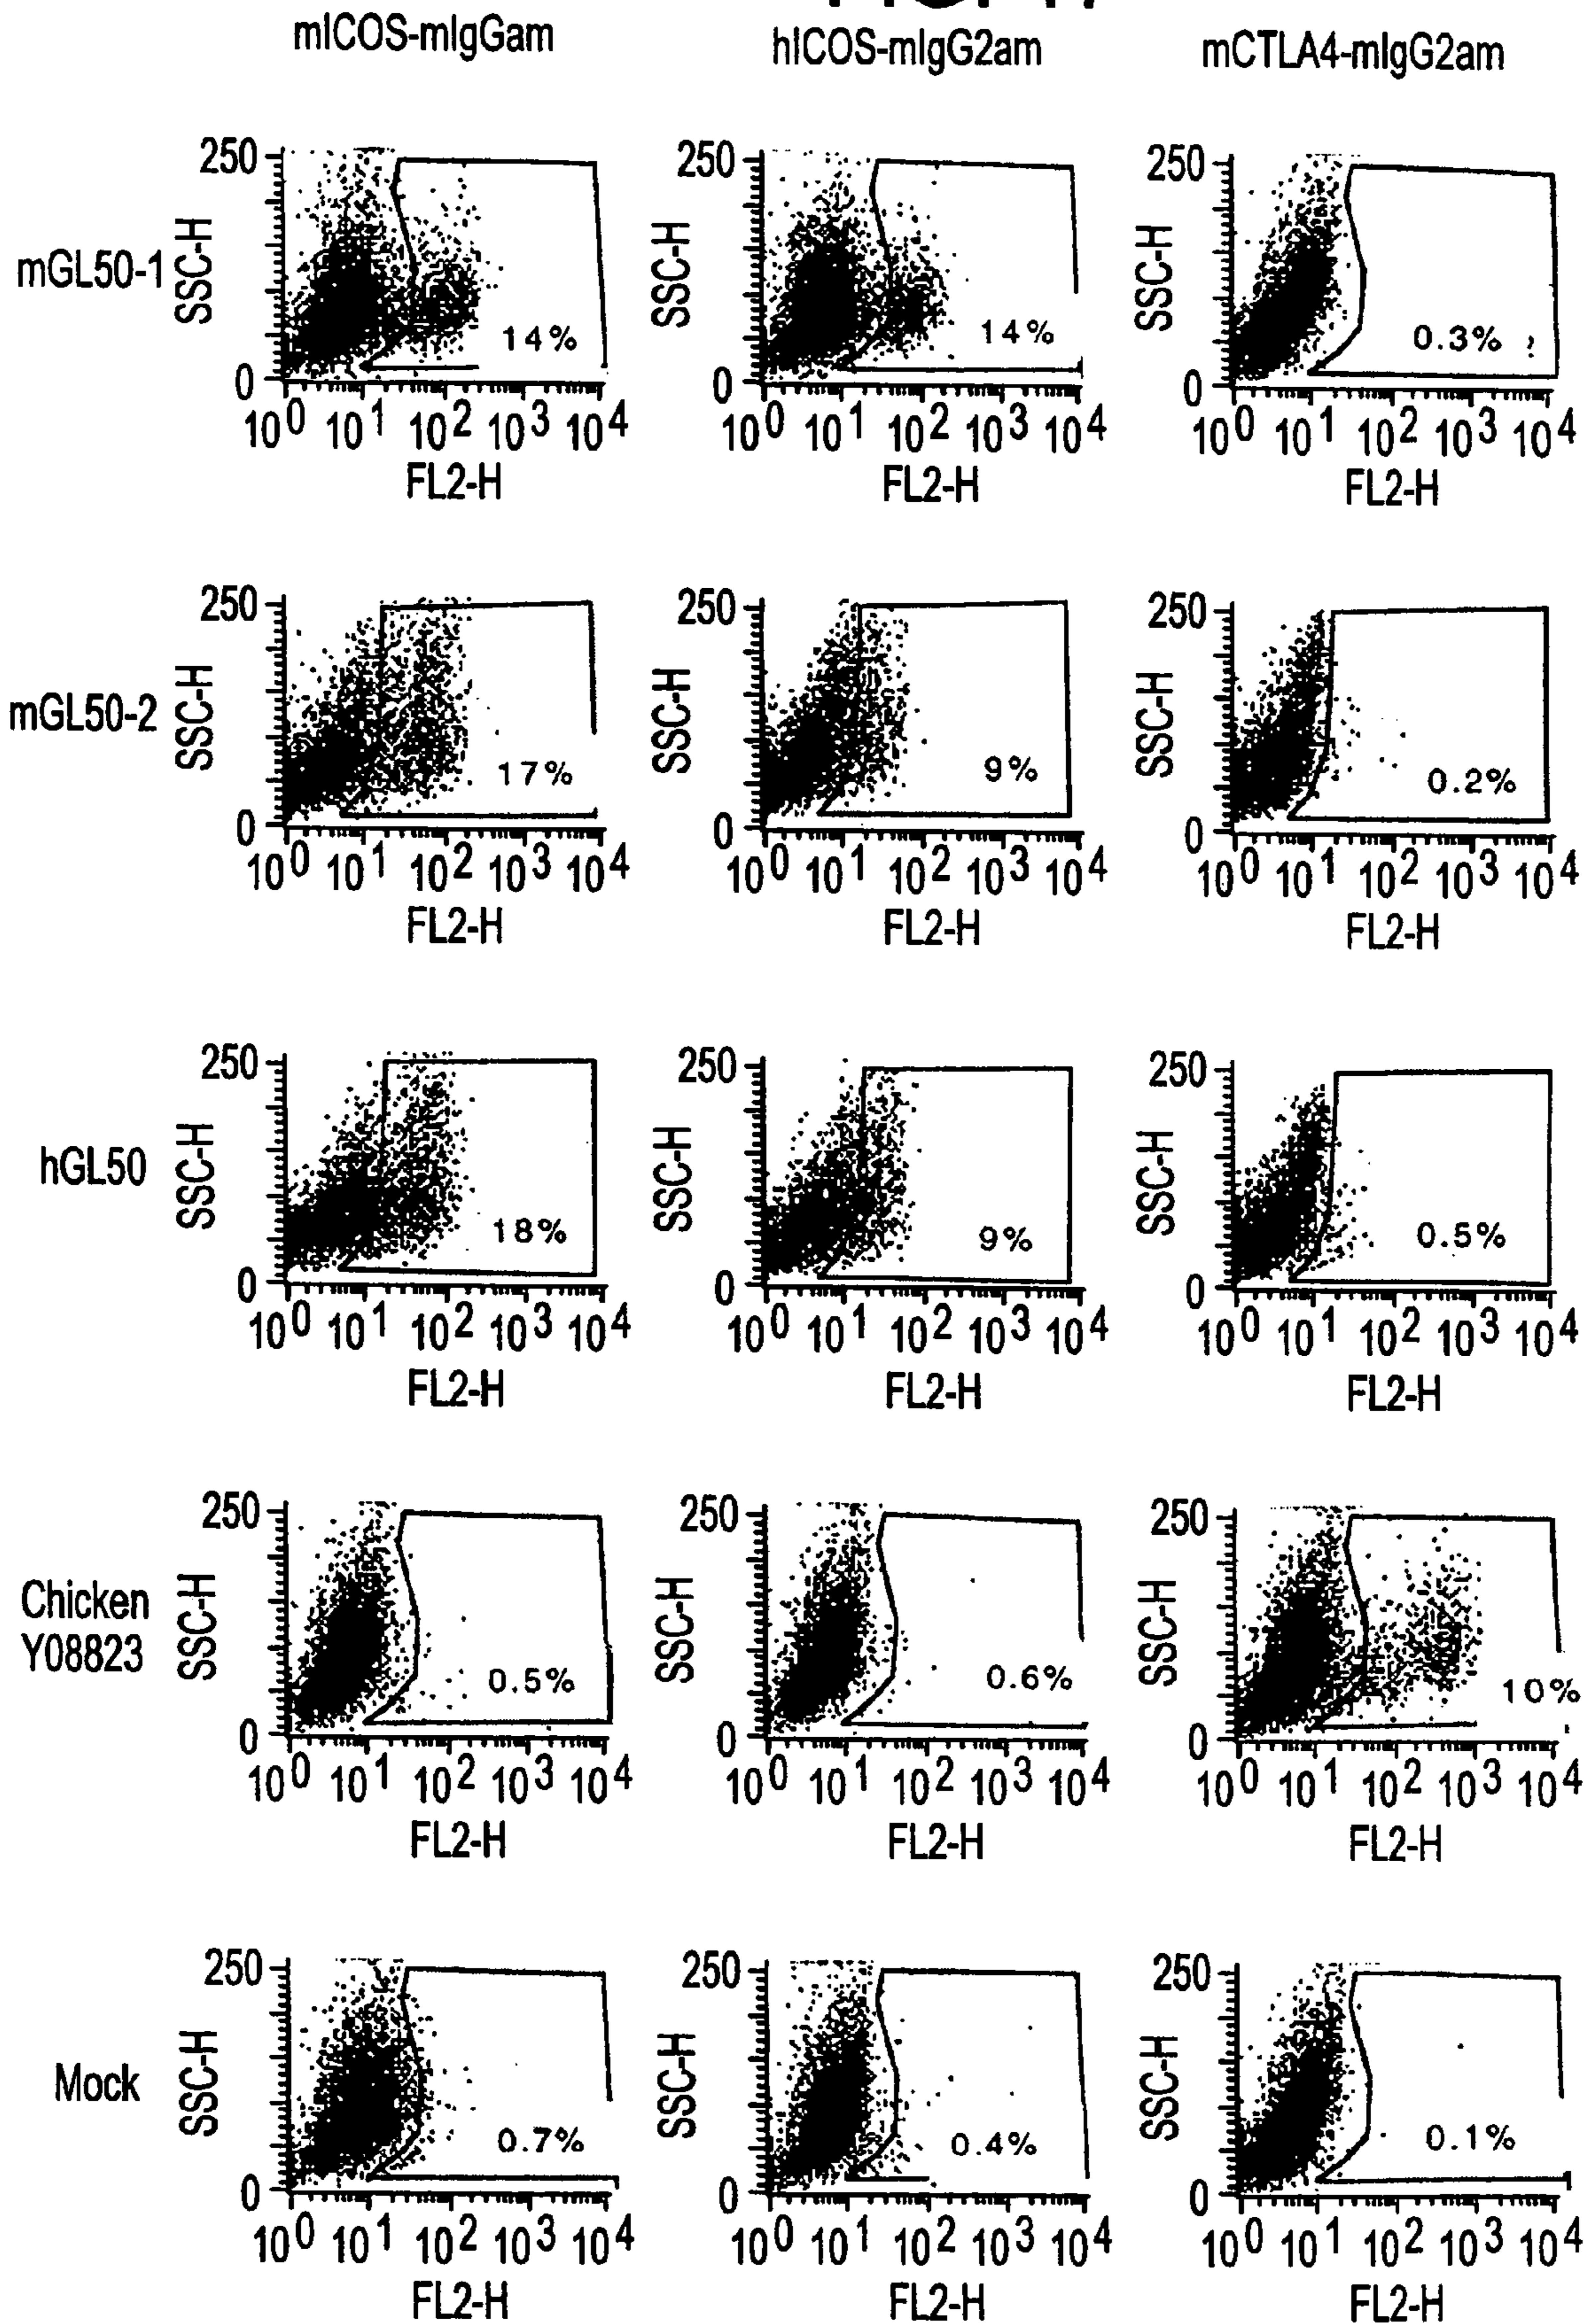 mICOS-mIgGam hICOS-mIgG2am mCTLA4-mIgG2am
250 250 250
mGL50-1 SSC-H SSC-H SSC-H
14% 14% 0.3%
0 0 0
10^0 10^1 10^2 10^3 10^4 10^0 10^1 10^2 10^3 10^4 10^0 10^1 10^2 10^3 10^4
FL2-H FL2-H FL2-H
250 250 250
mGL50-2 SSC-H SSC-H SSC-H
17% 9% 0.2%
0 0 0
10^0 10^1 10^2 10^3 10^4 10^0 10^1 10^2 10^3 10^4 10^0 10^1 10^2 10^3 10^4
FL2-H FL2-H FL2-H
250 250 250
hGL50 SSC-H SSC-H SSC-H
18% 9% 0.5%
0 0 0
10^0 10^1 10^2 10^3 10^4 10^0 10^1 10^2 10^3 10^4 10^0 10^1 10^2 10^3 10^4
FL2-H FL2-H FL2-H
250 250 250
Chicken
Y08823 SSC-H SSC-H SSC-H
0.5% 0.6% 10%
0 0 0
10^0 10^1 10^2 10^3 10^4 10^0 10^1 10^2 10^3 10^4 10^0 10^1 10^2 10^3 10^4
FL2-H FL2-H FL2-H
250 250 250
Mock SSC-H SSC-H SSC-H
0.7% 0.4% 0.1%
0 0 0
10^0 10^1 10^2 10^3 10^4 10^0 10^1 10^2 10^3 10^4 10^0 10^1 10^2 10^3 10^4
FL2-H FL2-H FL2-H